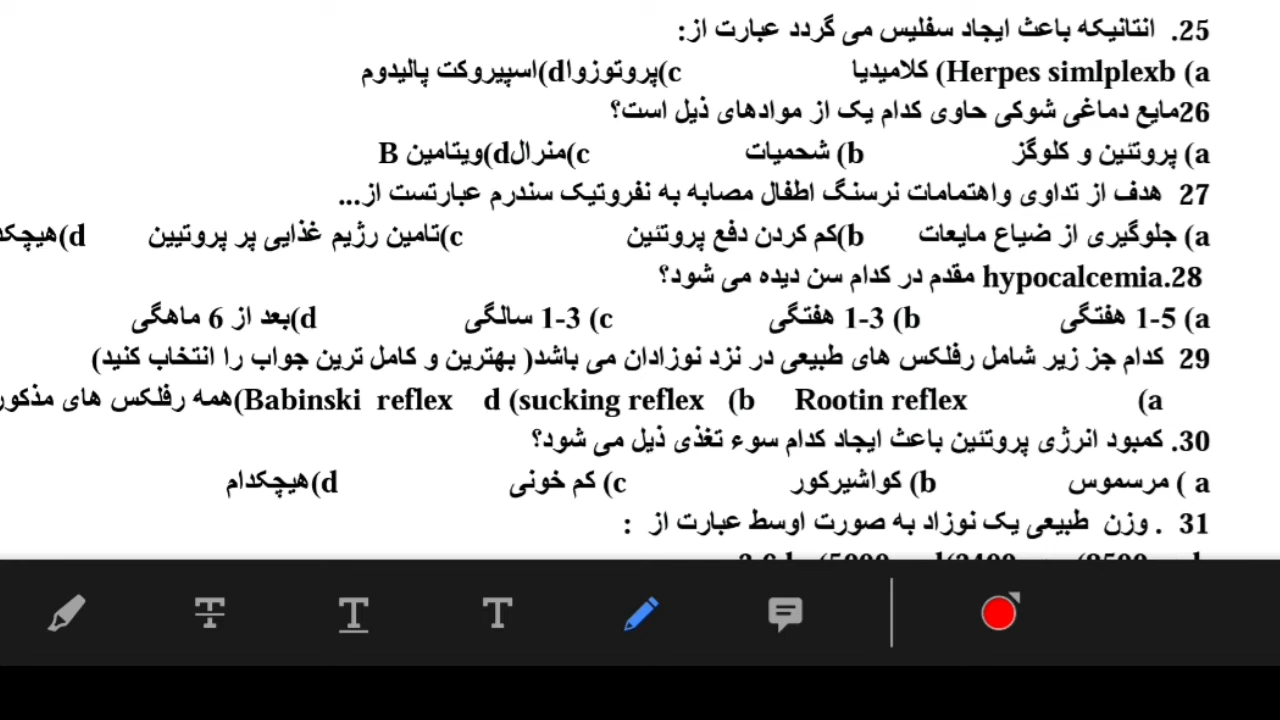 25. انتانیکه باعث ایجاد سفلیس می گردد عبارت از:
a) Herpes simlplexb) کلامیدیا c)پروتوزواd)اسپیروکت پالیدوم
26مایع دماغی شوکی حاوی کدام یک از موادهای ذیل است؟
a) پروتئین و کلوگز b) شحمیات c)منرالd)ویتامین B
27 هدف از تداوی واهتمامات نرسنگ اطفال مصابه به نفروتیک سندرم عبارتست از...
a) جلوگیری از ضیاع مایعات b)کم کردن دفع پروتئین c)تامین رژیم غذایی پر پروتیین d)هیچکد
28.hypocalcemia مقدم در کدام سن دیده می شود؟
a) 1-5 هفتگی b) 1-3 هفتگی c) 1-3 سالگی d)بعد از 6 ماهگی
29 کدام جز زیر شامل رفلکس های طبیعی در نزد نوزادان می باشد( بهترین و کامل ترین جواب را انتخاب کنید)
a) Rootin reflex b) sucking reflex) d Babinski reflex)همه رفلکس های مذکور
30. کمبود انرژی پروتئین باعث ایجاد کدام سوء تغذی ذیل می شود؟
a ) مرسموس b) کواشیرکور c) کم خونی d)هیچکدام
31 . وزن طبیعی یک نوزاد به صورت اوسط عبارت از :